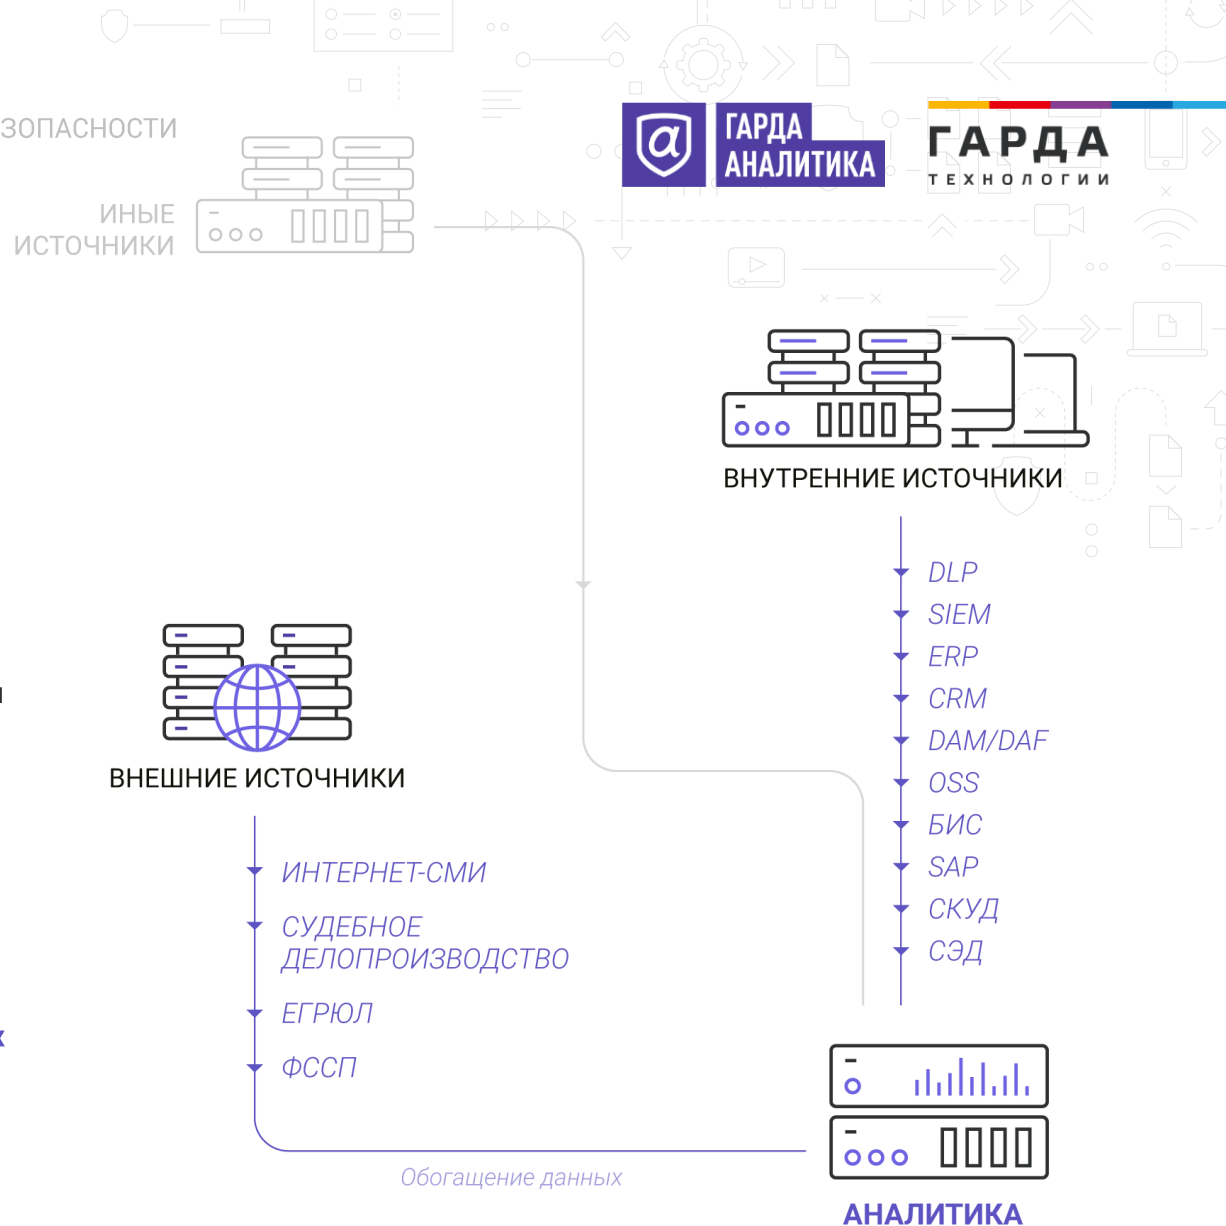 ЗОПАСНОСТИ
ИНЫЕ
ИСТОЧНИКИ
ГАРДА
АНАЛИТИКА
ГАРДА
ТЕХНОЛОГИИ
ВНУТРЕННИЕ ИСТОЧНИКИ
DLP
SIEM
ERP
CRM
DAM/DAF
OSS
БИС
SAP
СКУД
СЭД
ВНЕШНИЕ ИСТОЧНИКИ
ИНТЕРНЕТ-СМИ
СУДЕБНОЕ
ДЕЛОПРОИЗВОДСТВО
ЕГРЮЛ
ФССП
Обогащение данных
АНАЛИТИКА